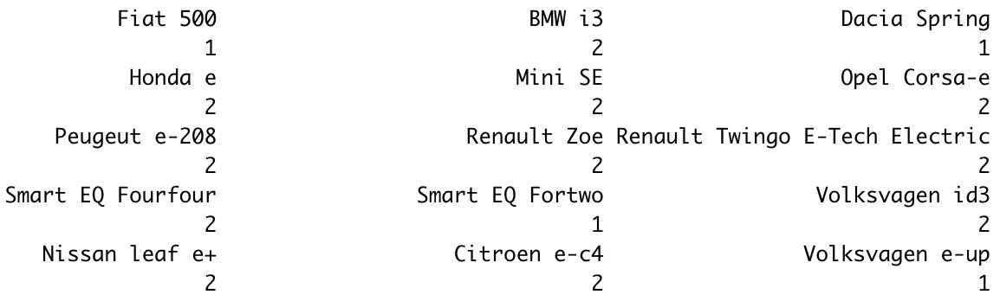 Fiat 500 BMW i3 Dacia Spring
1 2 1
Honda e Mini SE Opel Corsa-e
2 2 2
Peugeut e-208 Renault Zoe Renault Twingo E-Tech Electric
2 2 2
Smart EQ Fourfour Smart EQ Fortwo Volksvagen id3
2 1 2
Nissan leaf e+ Citroen e-c4 Volksvagen e-up
2 2 1